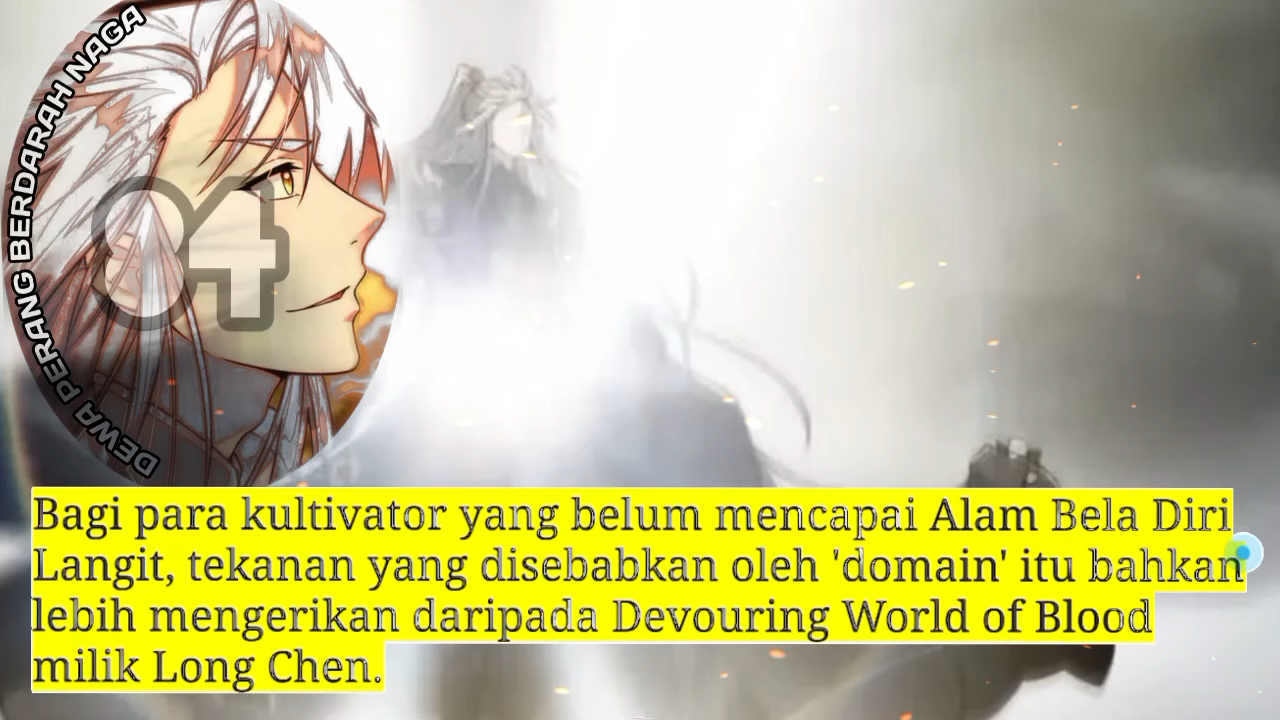 DEWA PERANG BERDARAH NAGA
94
Bagi para kultivator yang belum mencapai Alam Bela Diri
Langit, tekanan yang disebabkan oleh 'domain' itu bahkan
lebih mengerikan daripada Devouring World of Blood
milik Long Chen.